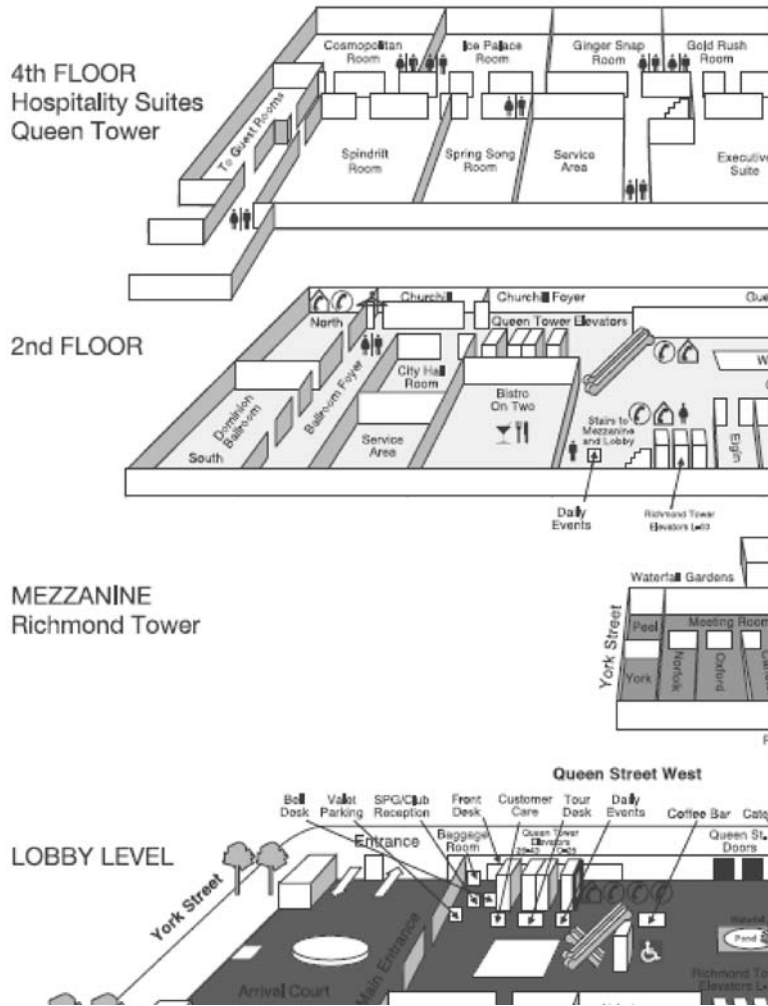 4th FLOOR
Hospitality Suites
Queen Tower
Cosmopolitan
Room
Ice Palace
Room
Ginger Snap
Room
Gold Rush
Room
To Guest Rooms
Spindrift
Room
Spring Song
Room
Service
Area
Executive
Suite
2nd FLOOR
North
Churchill
Churchill Foyer
Gue
Queen Tower Elevators
W
City Hall
Room
Ballroom Foyer
Dominion
Ballroom
South
Service
Area
Bistro
On Two
Stairs to
Mezzanine
and Lobby
Elgin
Daily
Events
Richmond Tower
MEZZANINE
Richmond Tower
Waterfall Gardens
York Street
Peel
Meeting Room
York
Norfolk
Oxford
Queen Street West
LOBBY LEVEL
Bell
Desk
Valet
Parking
SPG/Club
Reception
Front
Desk
Customer
Care
Tour
Desk
Daily
Events
Coffee Bar
Entrance
Baggage
Room
Queen Tower
Elevators
Queen St.
Doors
York Street
Main Entrance
Arrival Court
Pond
Richmond To